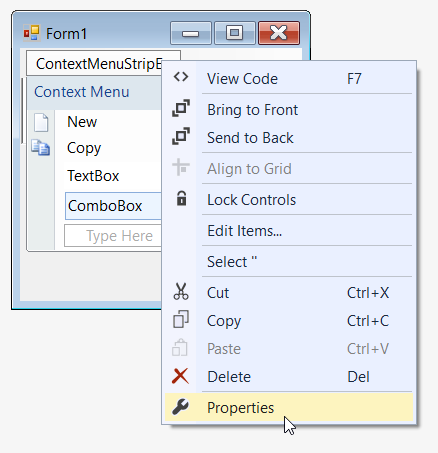 Form1
ContextMenuStripE
Context Menu
New
Copy
TextBox
ComboBox
Type Here
View Code F7
Bring to Front
Send to Back
Align to Grid
Lock Controls
Edit Items...
Select ''
Cut Ctrl+X
Copy Ctrl+C
Paste Ctrl+V
Delete Del
Properties